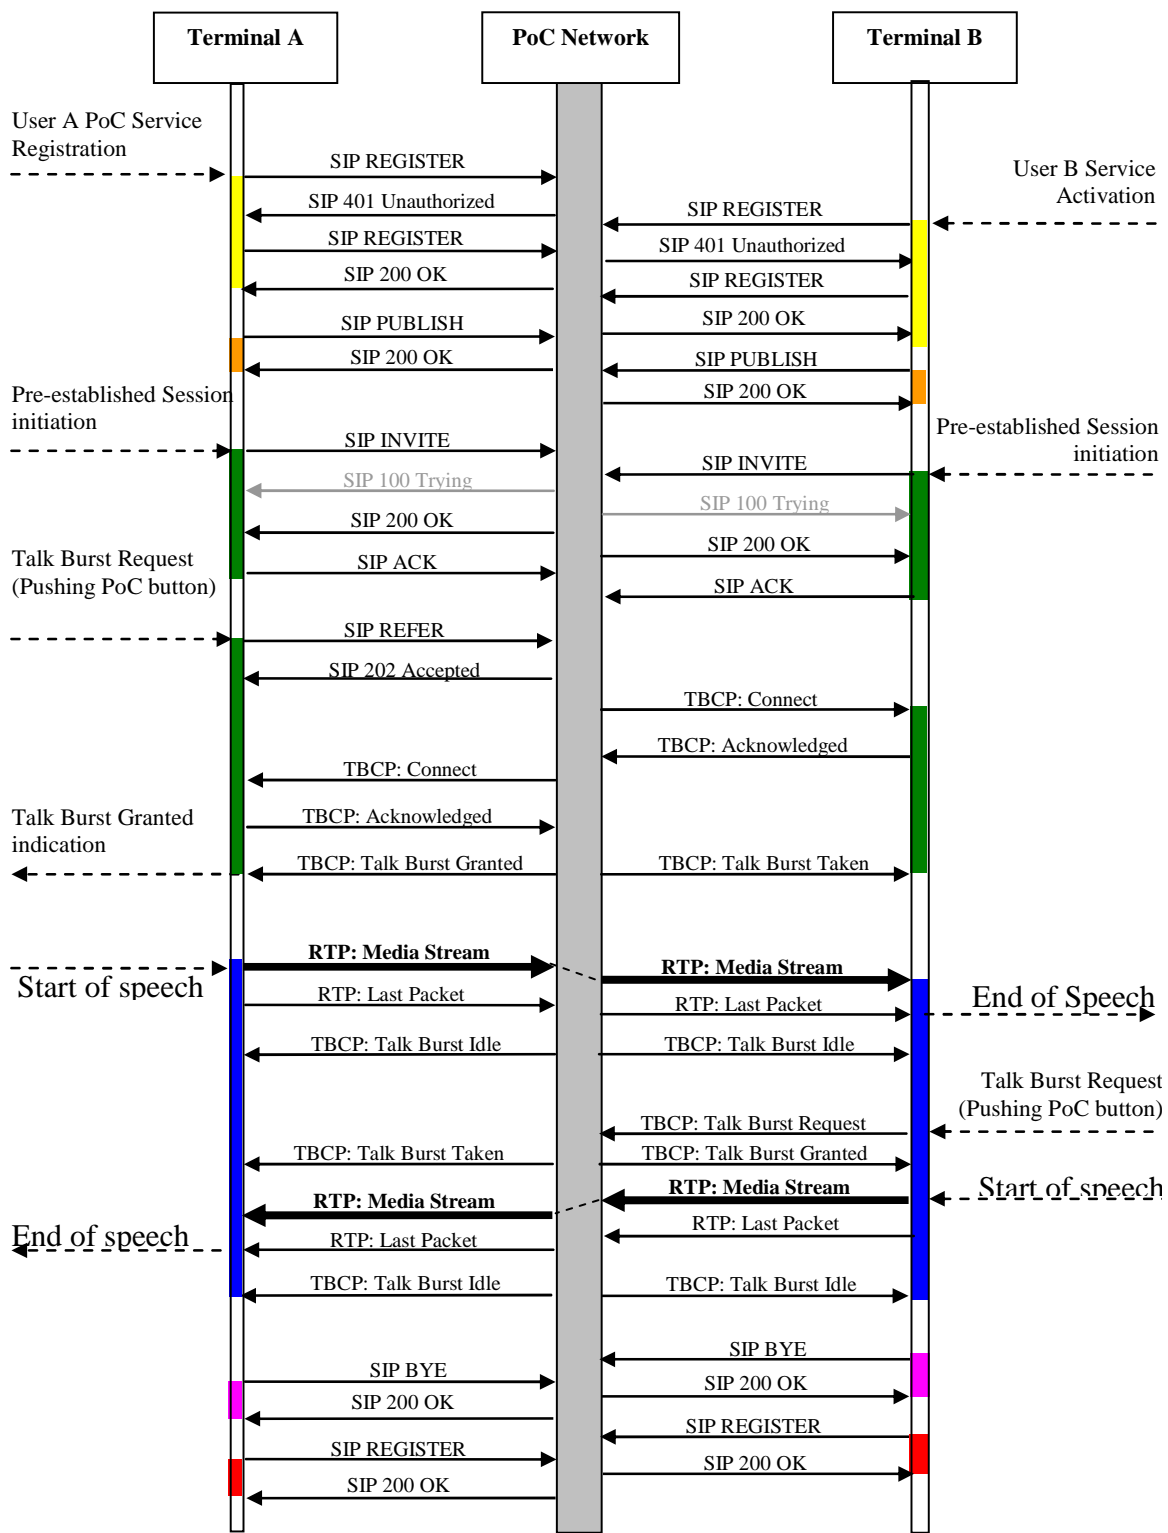 Terminal A
PoC Network
Terminal B
User A PoC Service
Registration
SIP REGISTER
User B Service
Activation
SIP 401 Unauthorized
SIP REGISTER
SIP REGISTER
SIP 401 Unauthorized
SIP 200 OK
SIP REGISTER
SIP PUBLISH
SIP 200 OK
SIP 200 OK
SIP PUBLISH
Pre-established Session
initiation
SIP 200 OK
SIP INVITE
Pre-established Session
initiation
SIP INVITE
SIP 100 Trying
SIP 100 Trying
SIP 200 OK
SIP 200 OK
Talk Burst Request
(Pushing PoC button)
SIP ACK
SIP ACK
SIP REFER
SIP 202 Accepted
TBCP: Connect
TBCP: Acknowledged
TBCP: Connect
Talk Burst Granted
indication
TBCP: Acknowledged
TBCP: Talk Burst Granted
TBCP: Talk Burst Taken
RTP: Media Stream
RTP: Media Stream
Start of speech
RTP: Last Packet
RTP: Last Packet
End of Speech
TBCP: Talk Burst Idle
TBCP: Talk Burst Idle
Talk Burst Request
(Pushing PoC button)
TBCP: Talk Burst Request
TBCP: Talk Burst Taken
TBCP: Talk Burst Granted
RTP: Media Stream
Start of speech
RTP: Media Stream
RTP: Last Packet
End of speech
RTP: Last Packet
TBCP: Talk Burst Idle
TBCP: Talk Burst Idle
SIP BYE
SIP BYE
SIP 200 OK
SIP 200 OK
SIP REGISTER
SIP REGISTER
SIP 200 OK
SIP 200 OK